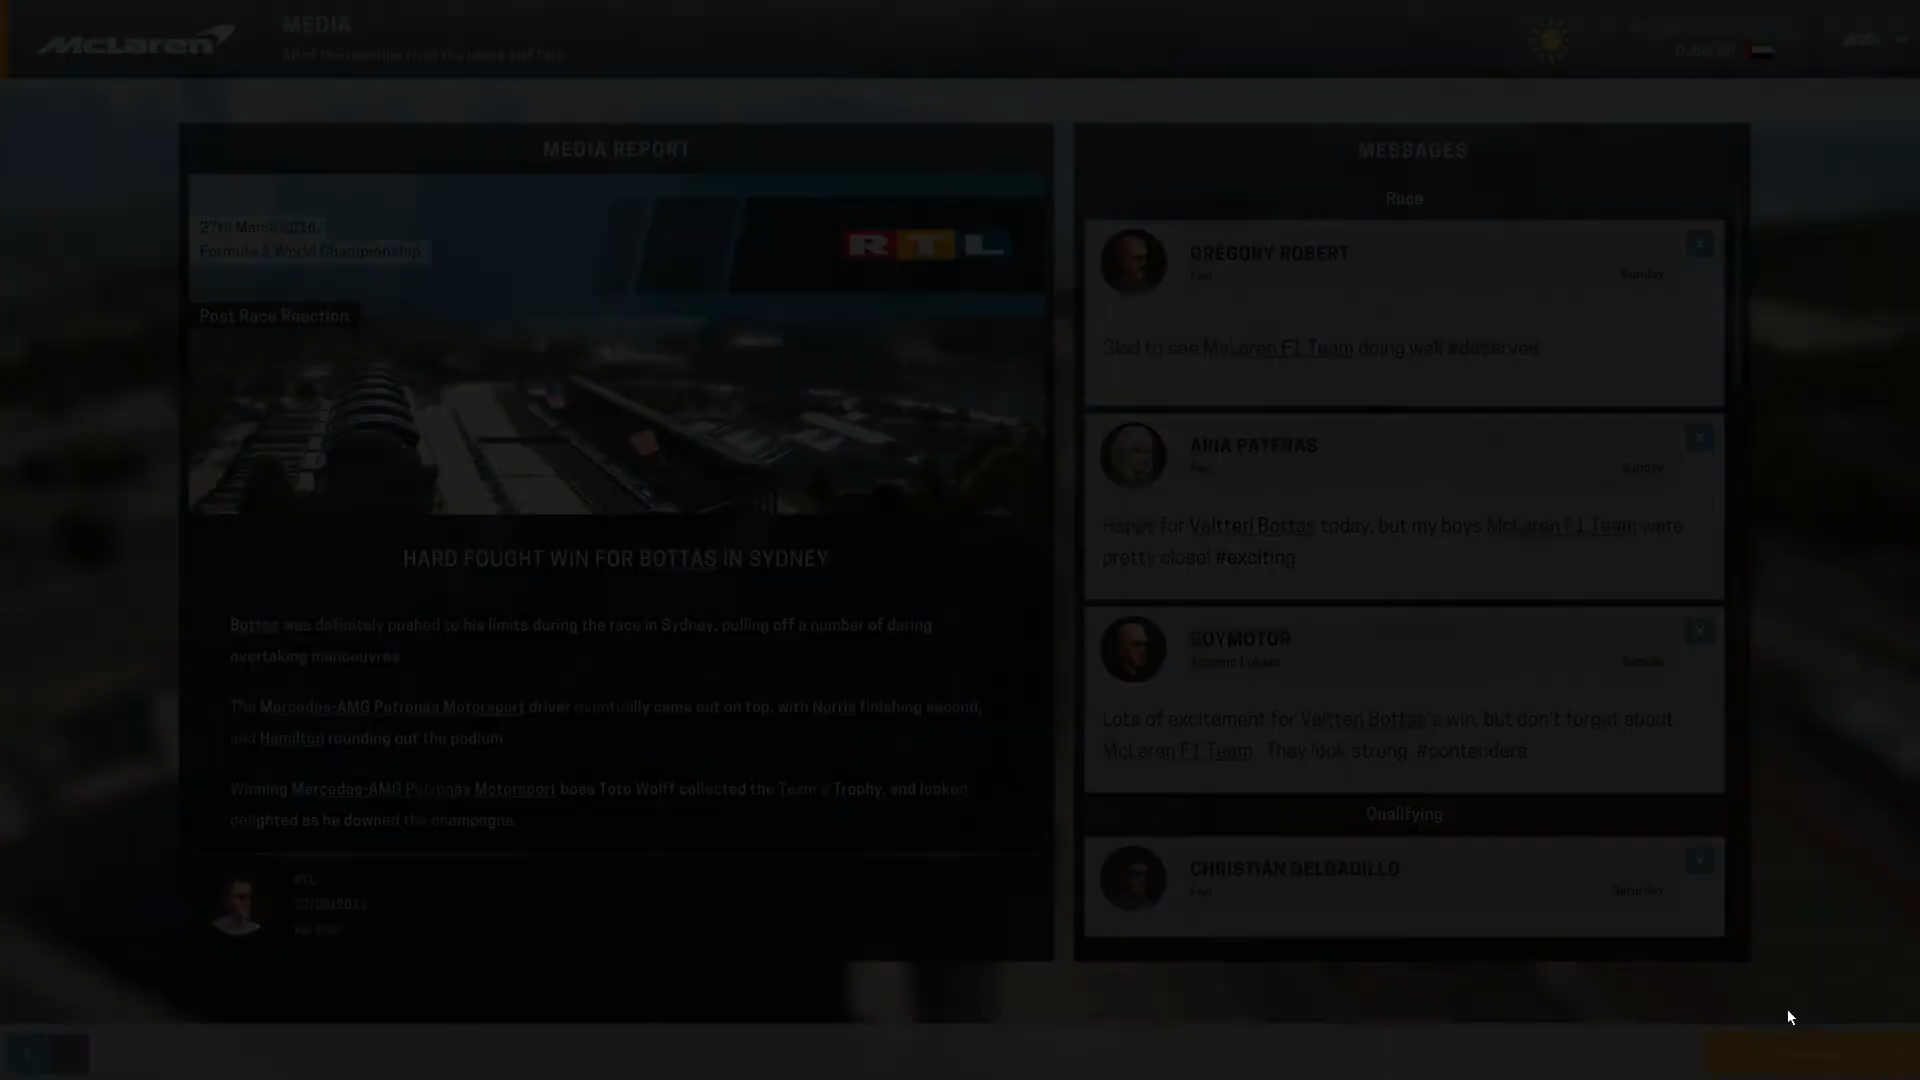 McLaren
MEDIA
MEDIA REPORT
27th March 2016
Formula 1 World Championship
RTL
Post Race Reaction
HARD FOUGHT WIN FOR BOTTAS IN SYDNEY
Bottas was definitely pushed to his limits during the race in Sydney, pulling off a number of daring
overtaking manoeuvres.
The Mercedes-AMG Petronas Motorsport driver eventually came out on top, with Norris finishing second,
and Hamilton rounding out the podium.
Winning Mercedes-AMG Petronas Motorsport boss Toto Wolff collected the Team's Trophy, and looked
delighted as he downed the champagne.
RTL
MESSAGES
Race
GREGORY ROBERT
Fan
Sunday
Glad to see McLaren F1 Team doing well #deserved
ARIA PATERAS
Fan
Sunday
Happy for Valtteri Bottas today, but my boys McLaren F1 Team were
pretty close! #exciting
BOYMOTOR
Lots of excitement for Valtteri Bottas's win, but don't forget about
McLaren F1 Team. They look strong. #contenders
Qualifying
CHRISTIAN DELGADILLO
Fan
Saturday